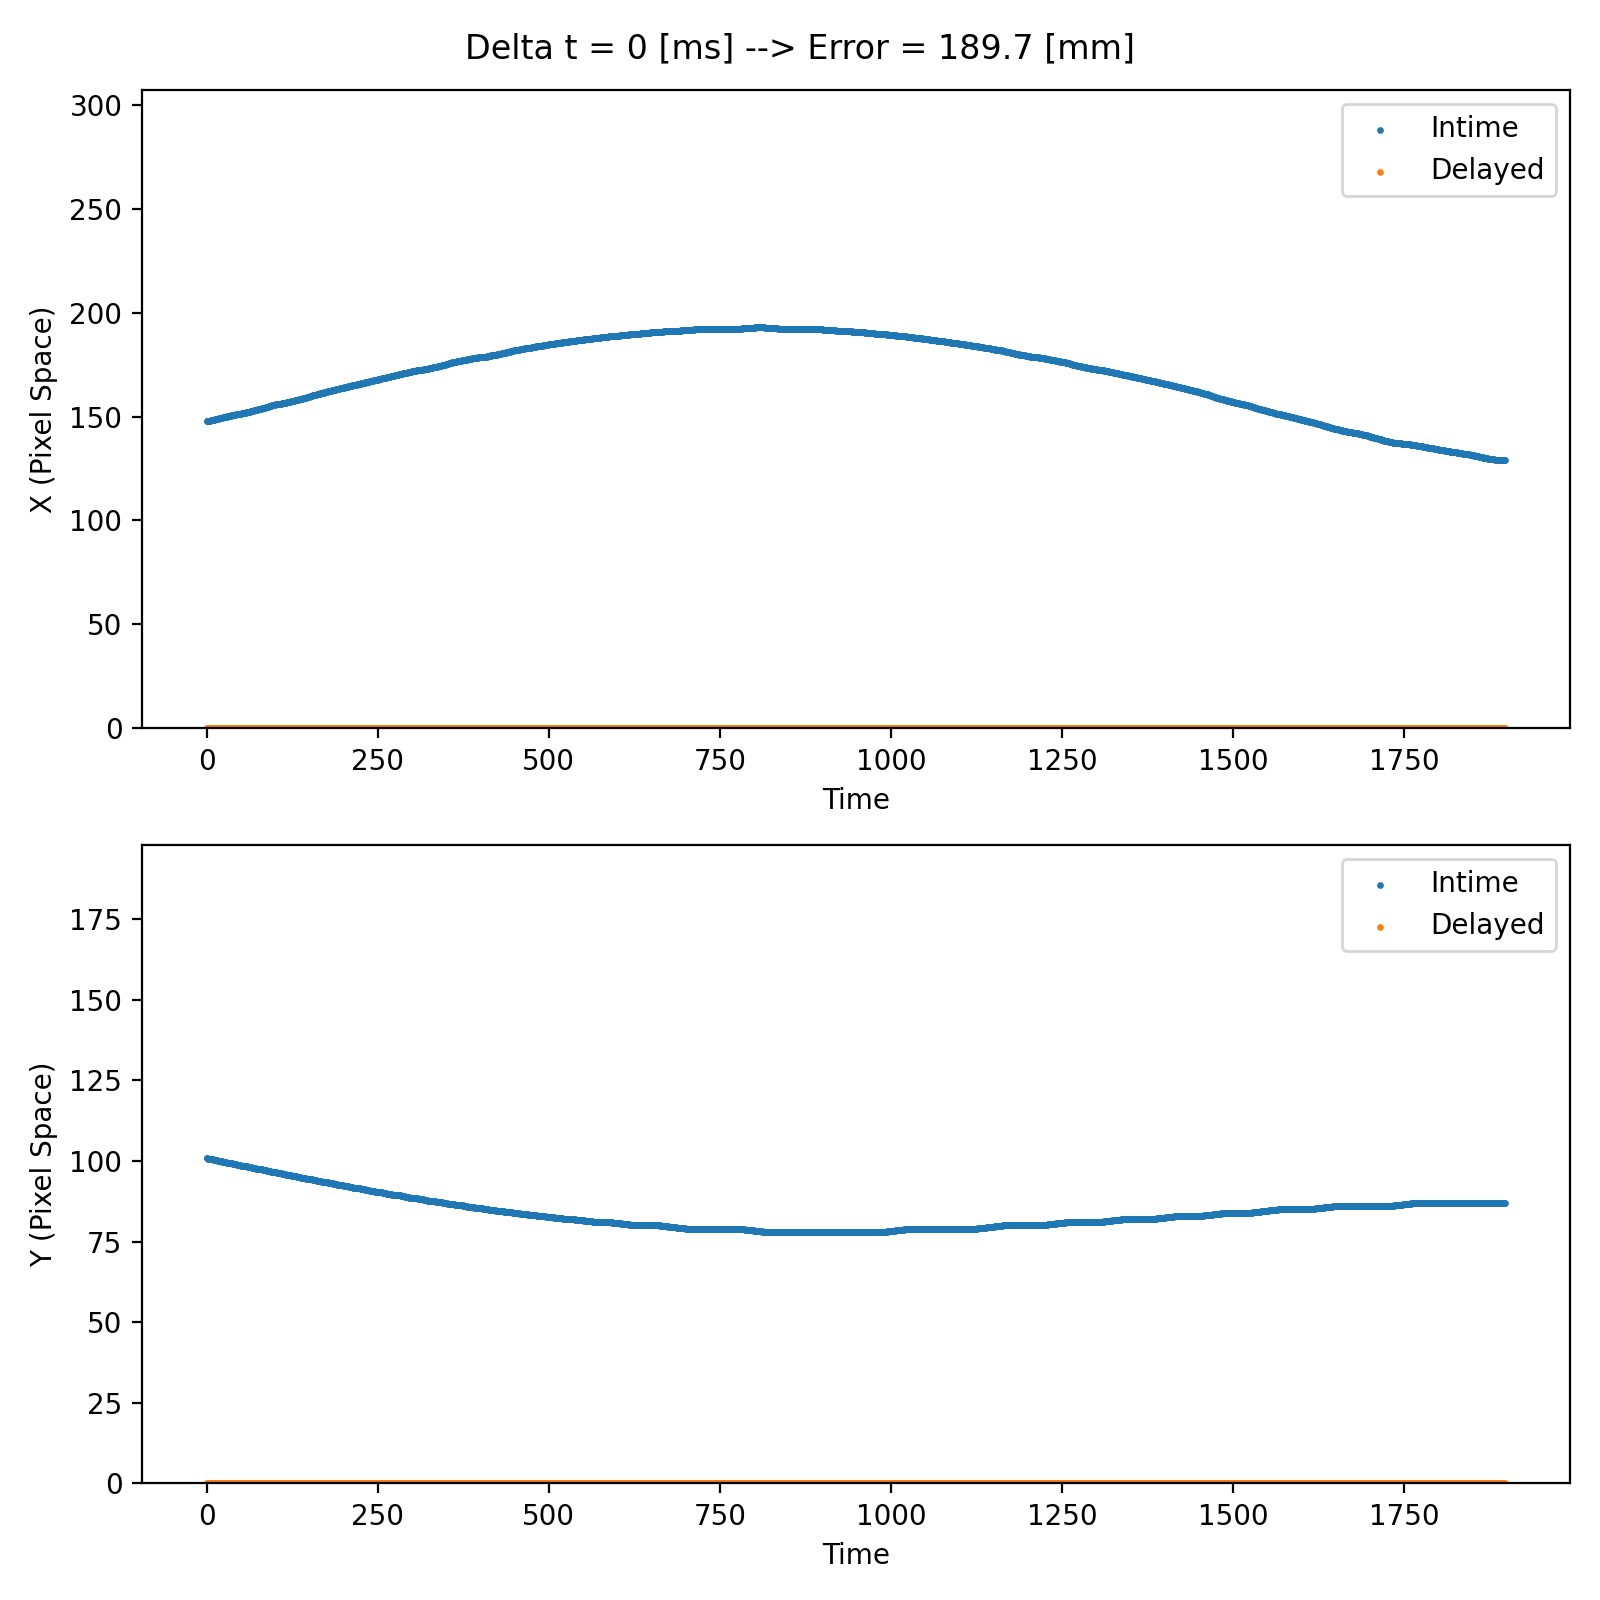 Delta t = 0 [ms] --> Error = 189.7 [mm]
300
250
200
150
100
50
0
X (Pixel Space)
Intime
Delayed
0 250 500 750 1000 1250 1500 1750
Time
175
150
125
100
75
50
25
0
Y (Pixel Space)
Intime
Delayed
0 250 500 750 1000 1250 1500 1750
Time